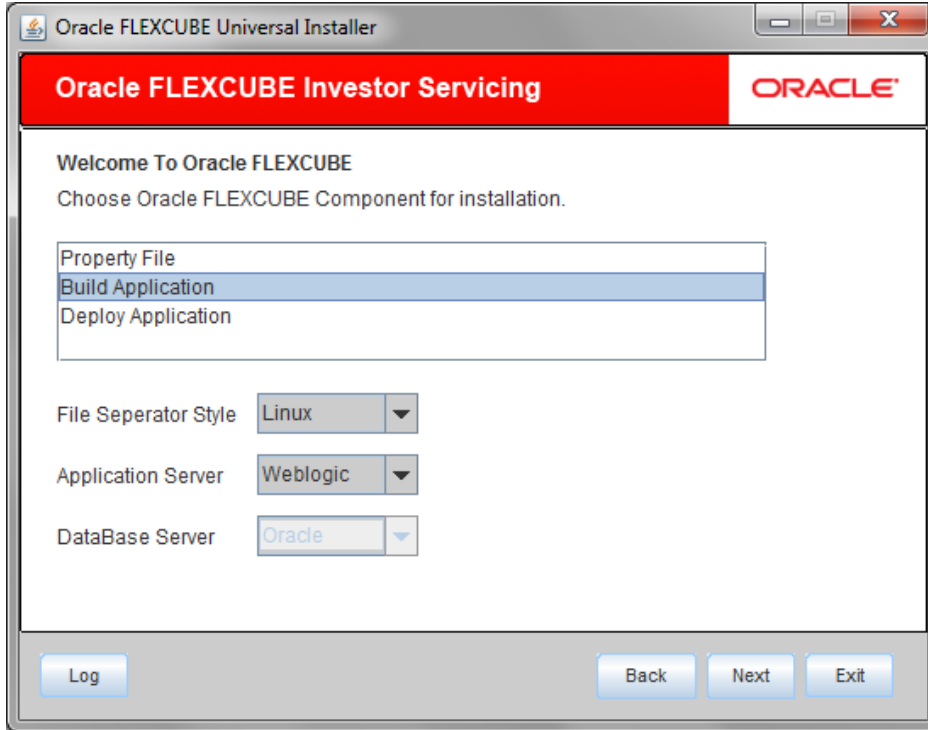 Oracle FLEXCUBE Universal Installer
Oracle FLEXCUBE Investor Servicing
ORACLE
Welcome To Oracle FLEXCUBE
Choose Oracle FLEXCUBE Component for installation.
Property File
Build Application
Deploy Application
File Seperator Style Linux
Application Server Weblogic
DataBase Server Oracle
Log Back Next Exit